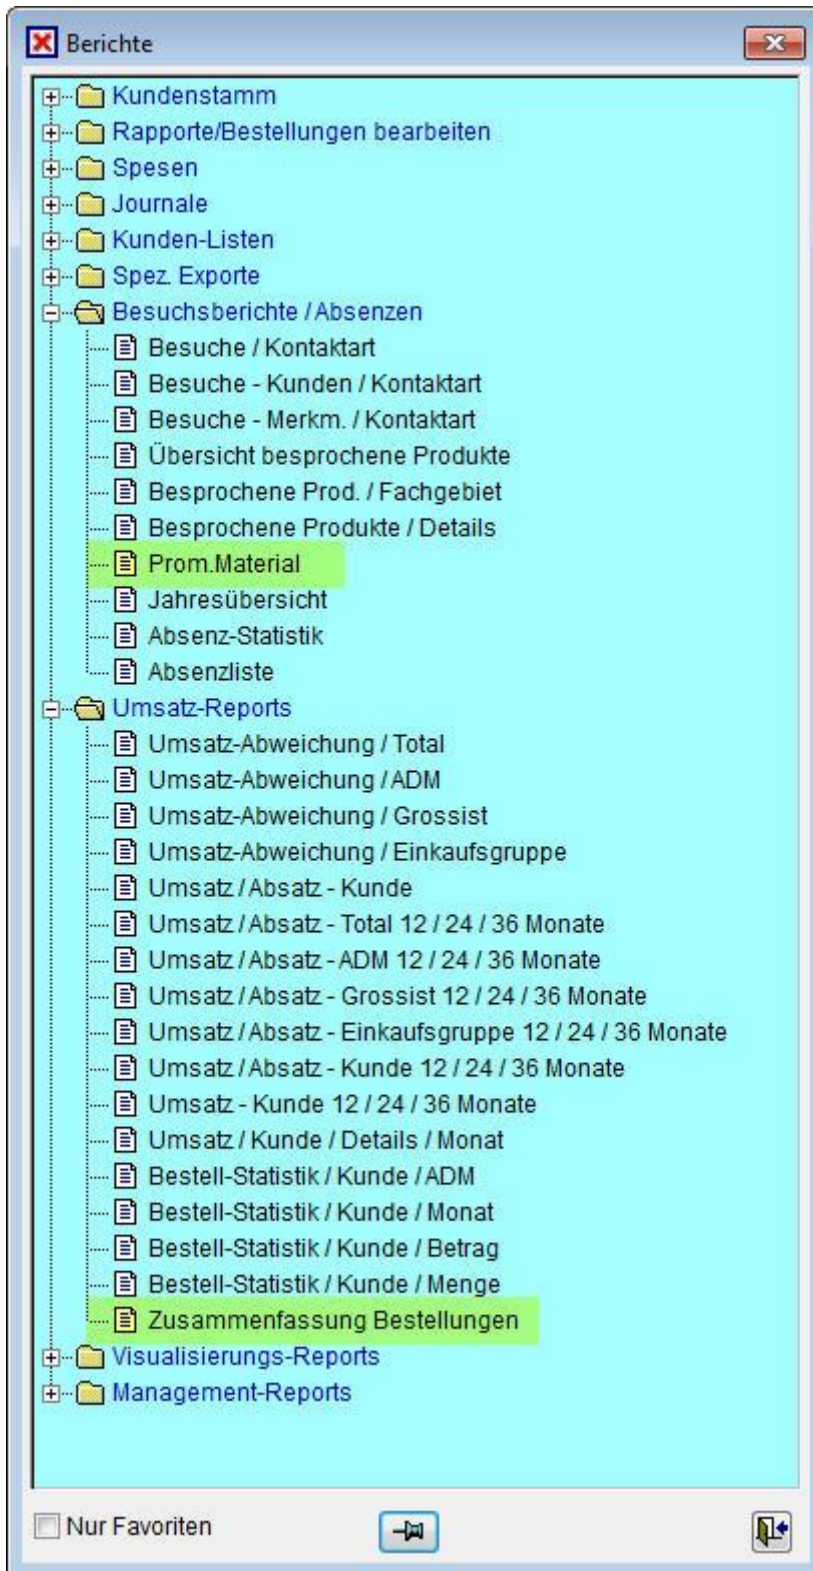 Berichte
Kundenstamm
Rapporte/Bestellungen bearbeiten
Spesen
Journale
Kunden-Listen
Spez. Exporte
Besuchsberichte / Absenzen
Besuche / Kontaktart
Besuche - Kunden / Kontaktart
Besuche - Merkm. / Kontaktart
Übersicht besprochene Produkte
Besprochene Prod. / Fachgebiet
Besprochene Produkte / Details
Prom.Material
Jahresübersicht
Absenz-Statistik
Absenzliste
Umsatz-Reports
Umsatz-Abweichung / Total
Umsatz-Abweichung / ADM
Umsatz-Abweichung / Grossist
Umsatz-Abweichung / Einkaufsgruppe
Umsatz / Absatz - Kunde
Umsatz / Absatz - Total 12 / 24 / 36 Monate
Umsatz / Absatz - ADM 12 / 24 / 36 Monate
Umsatz / Absatz - Grossist 12 / 24 / 36 Monate
Umsatz / Absatz - Einkaufsgruppe 12 / 24 / 36 Monate
Umsatz / Absatz - Kunde 12 / 24 / 36 Monate
Umsatz - Kunde 12 / 24 / 36 Monate
Umsatz / Kunde / Details / Monat
Bestell-Statistik / Kunde / ADM
Bestell-Statistik / Kunde / Monat
Bestell-Statistik / Kunde / Betrag
Bestell-Statistik / Kunde / Menge
Zusammenfassung Bestellungen
Visualisierungs-Reports
Management-Reports
Nur Favoriten